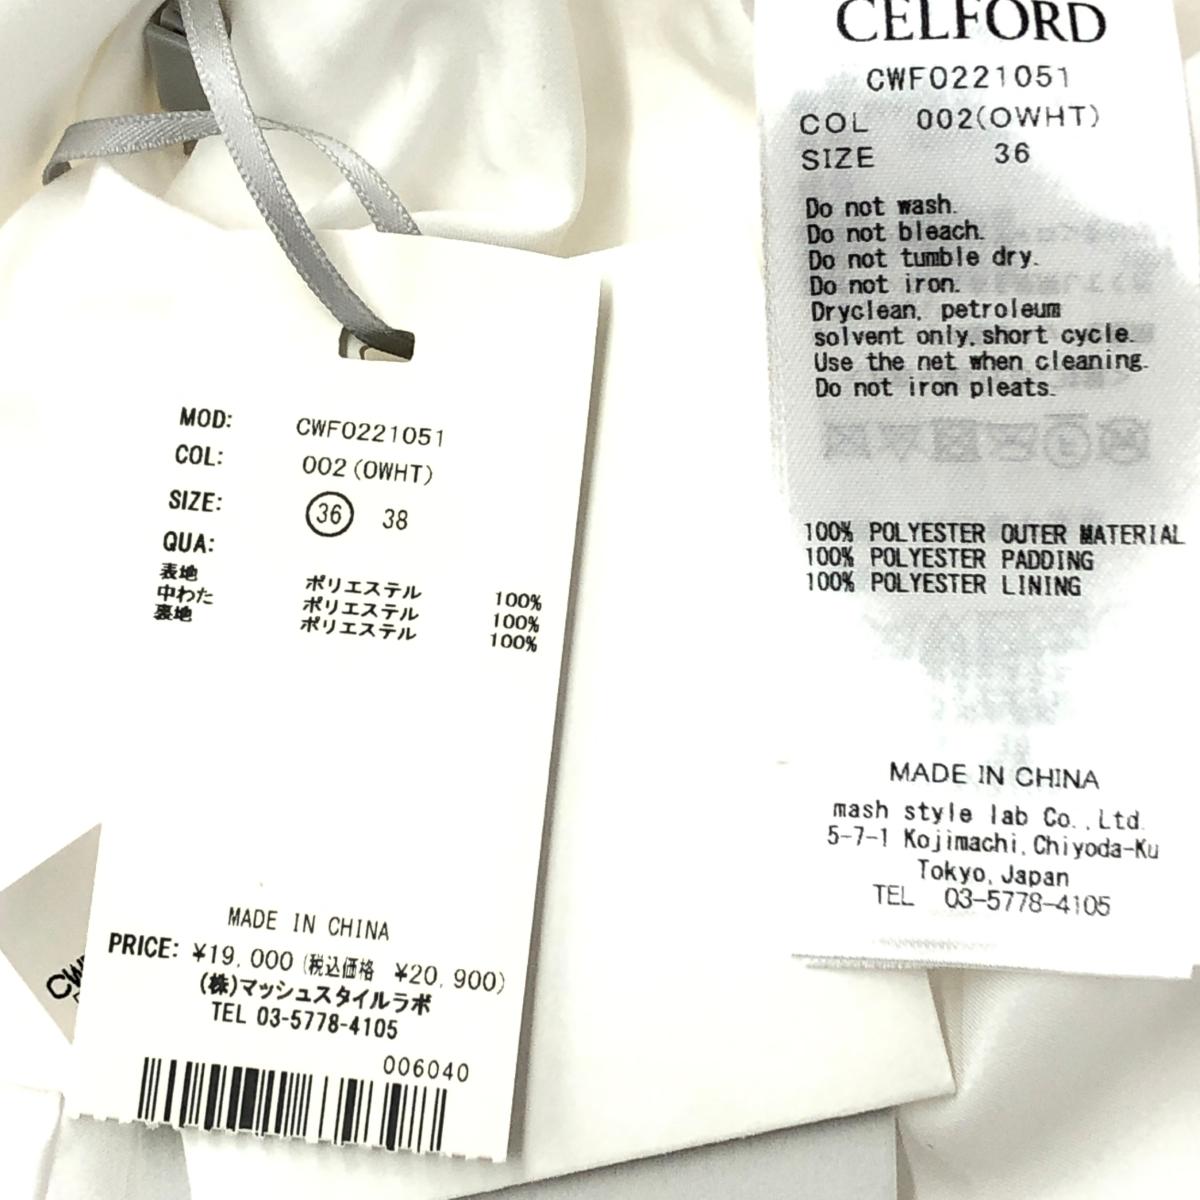 MOD: CWF0221051
COL: 002(OWHT)
SIZE: 36 38
QUA:
表地 ポリエステル 100%
中わた ポリエステル 100%
裏地 ポリエステル 100%
MADE IN CHINA
PRICE: ¥19,000 (税込価格 ¥20,900)
(株)マッシュスタイルラボ
TEL 03-5778-4105
006040
CELFORD
CWF0221051
COL 002(OWHT)
SIZE 36
Do not wash.
Do not bleach.
Do not tumble dry.
Do not iron.
Dryclean, petroleum
solvent only, short cycle.
Use the net when cleaning.
Do not iron pleats.
100% POLYESTER OUTER MATERIAL
100% POLYESTER PADDING
100% POLYESTER LINING
MADE IN CHINA
mash style lab Co.,Ltd.
5-7-1 Kojimachi, Chiyoda-Ku
Tokyo, Japan
TEL 03-5778-4105